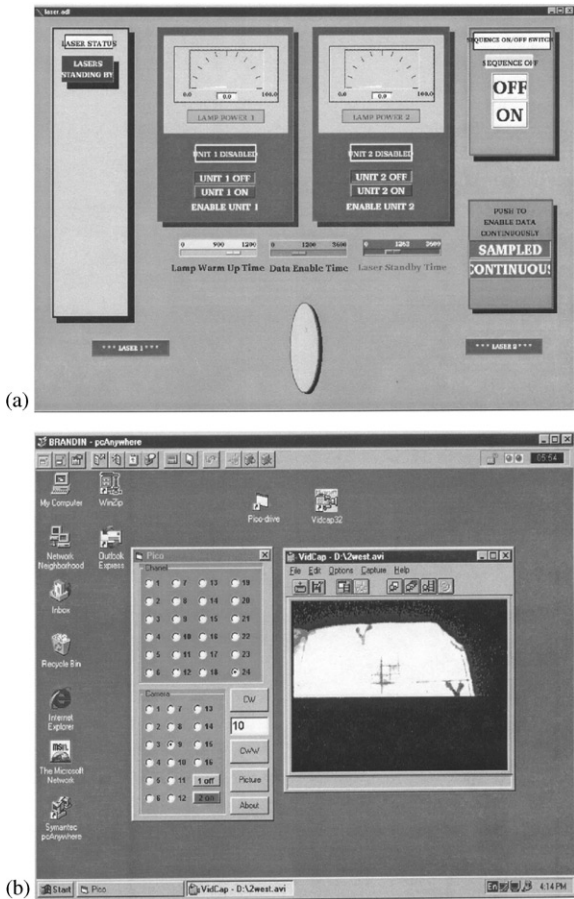 laser.adl
LASER STATUS
LASERS
STANDING BY
0.0 0.0 100.0
LAMP POWER 1
UNIT 1 DISABLED
UNIT 1 OFF
UNIT 1 ON
ENABLE UNIT 1
0.0 0.0 100.0
LAMP POWER 2
UNIT 2 DISABLED
UNIT 2 OFF
UNIT 2 ON
ENABLE UNIT 2
SEQUENCE ON/OFF SWITCH
SEQUENCE OFF
OFF
ON
0 900 1200
Lamp Warm Up Time
0 1200 3600
Data Enable Time
0 1263 3600
Laser Standby Time
PUSH TO
ENABLE DATA
CONTINUOUSLY
SAMPLED
CONTINUOUS
*** LASER 1 ***
*** LASER 2 ***
(a)
BRANDIN - pcAnywhere
05:54
My Computer
WinZip
Pico-drive
Vidcap32
Network
Neighborhood
Outlook
Express
Inbox
Recycle Bin
Internet
Explorer
The Microsoft
Network
Symantec
pcAnywhere
Pico
Chanel
1 7 13 19
2 8 14 20
3 9 15 21
4 10 16 22
5 11 17 23
6 12 18 24
Camera
1 7 13
2 8 14
3 9 15
4 10 16
5 11 1 off
6 12 2 on
CW
10
CWW
Picture
About
VidCap - D:\2west.avi
File Edit Options Capture Help
Start
Pico
VidCap - D:\2west.avi
En
4:14 PM
(b)